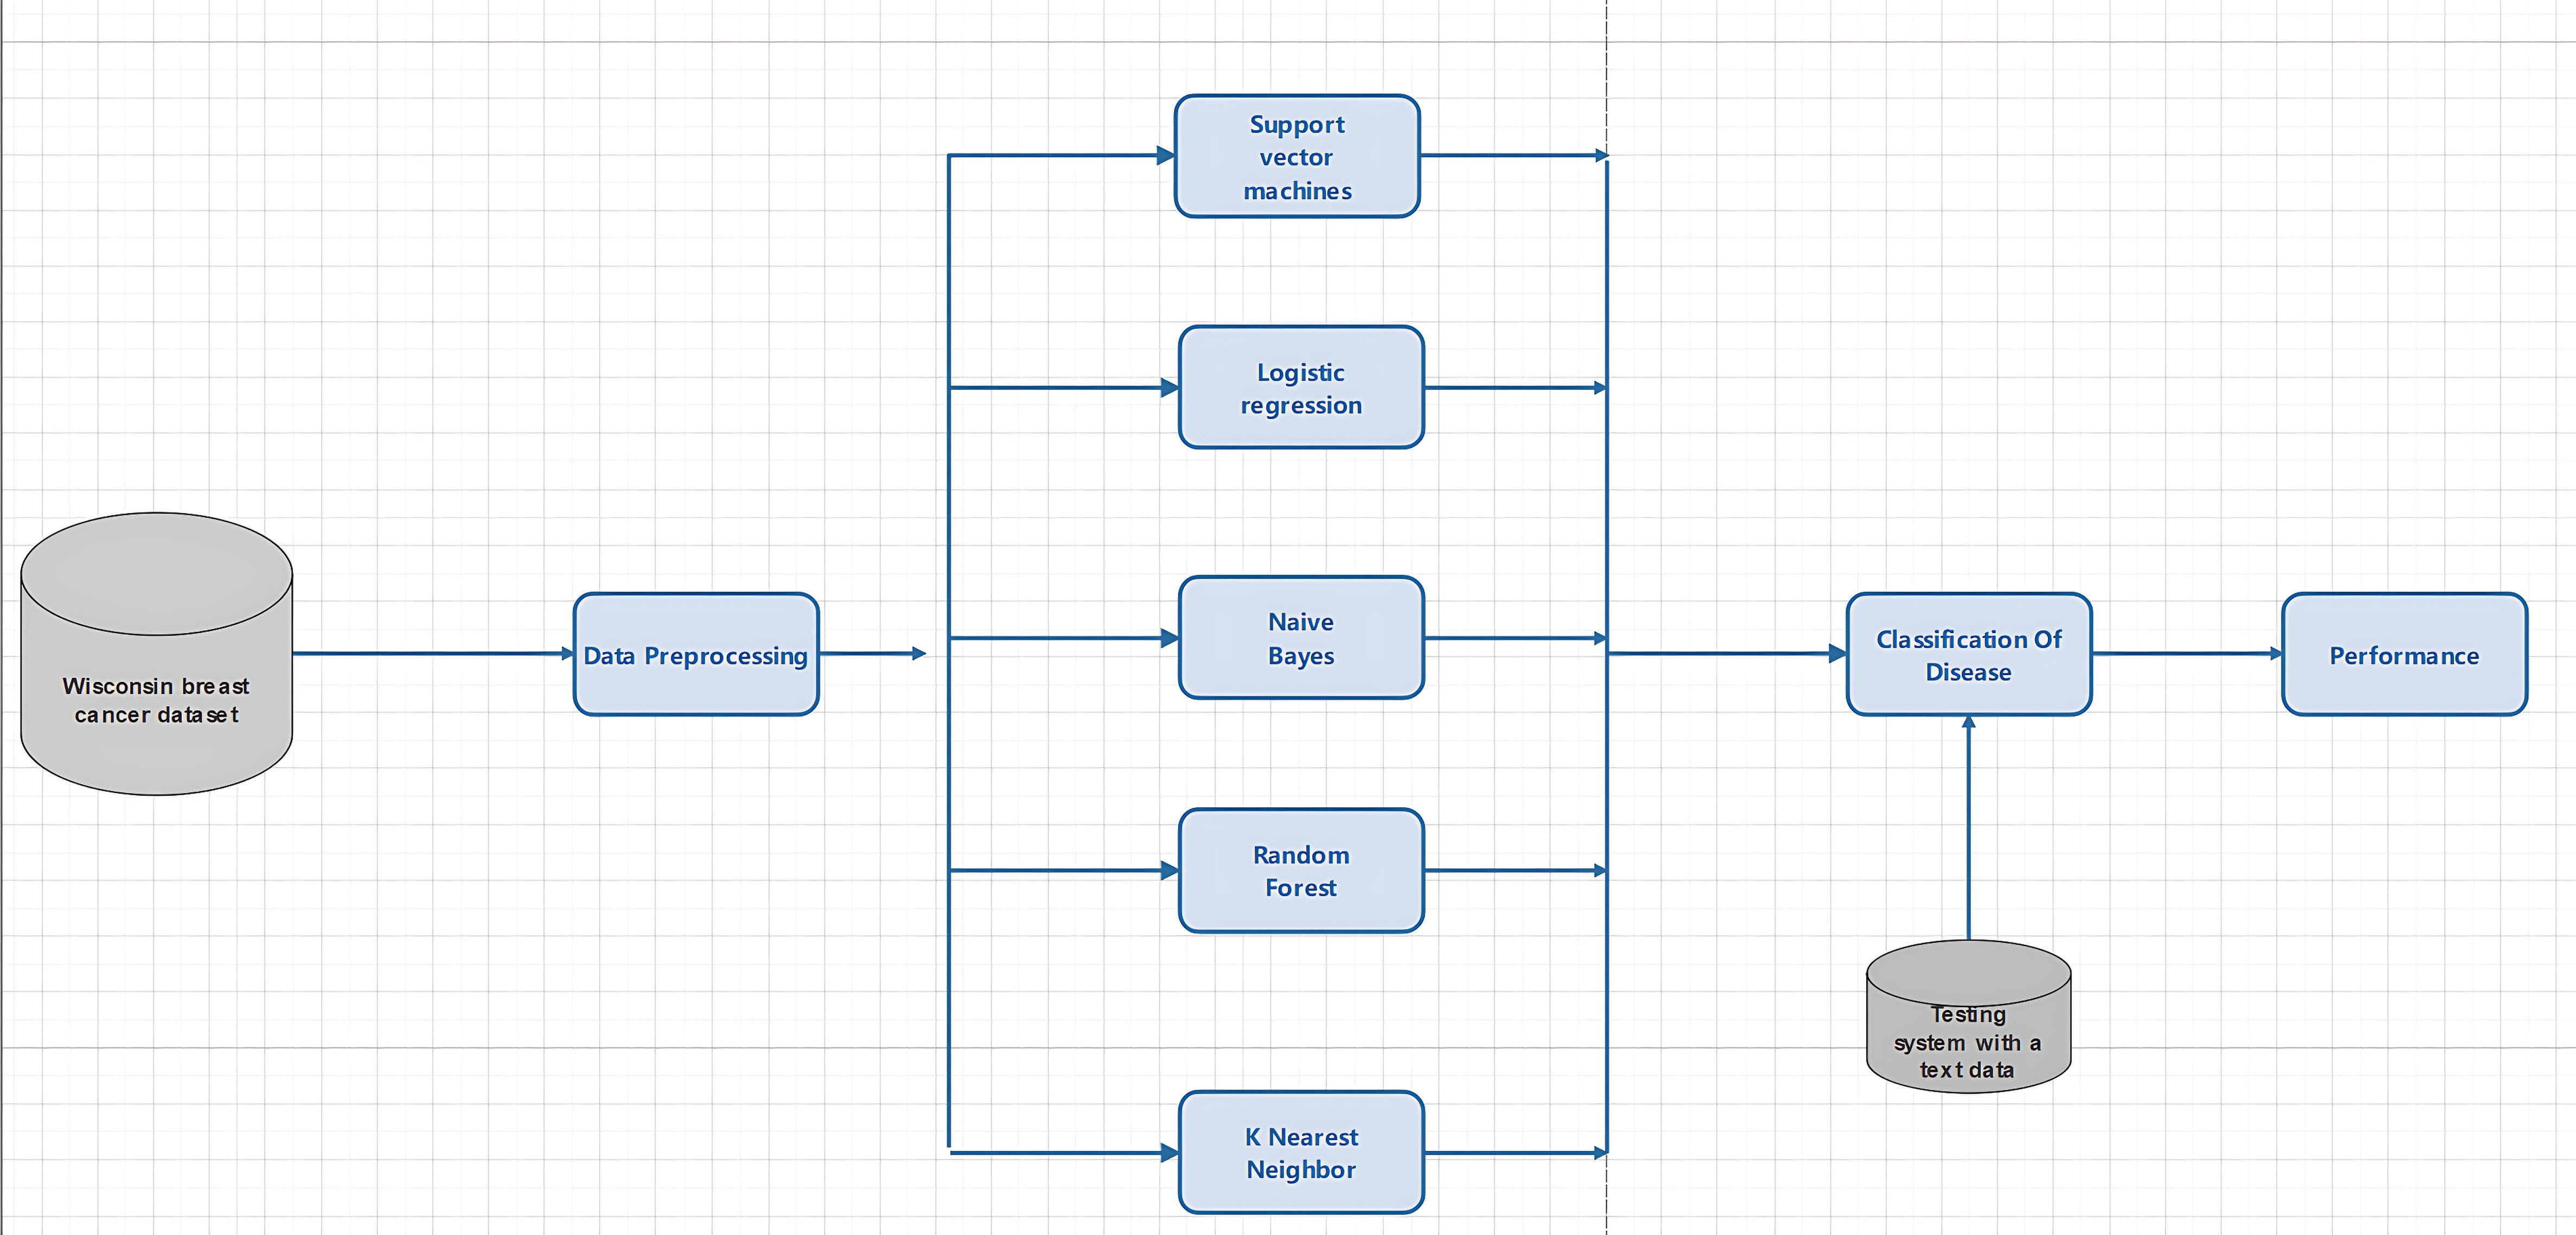 Support
vector
machines
Logistic
regression
Wisconsin breast
cancer dataset
Data Preprocessing
Naive
Bayes
Classification Of
Disease
Performance
Random
Forest
Testing
system with a
text data
K Nearest
Neighbor